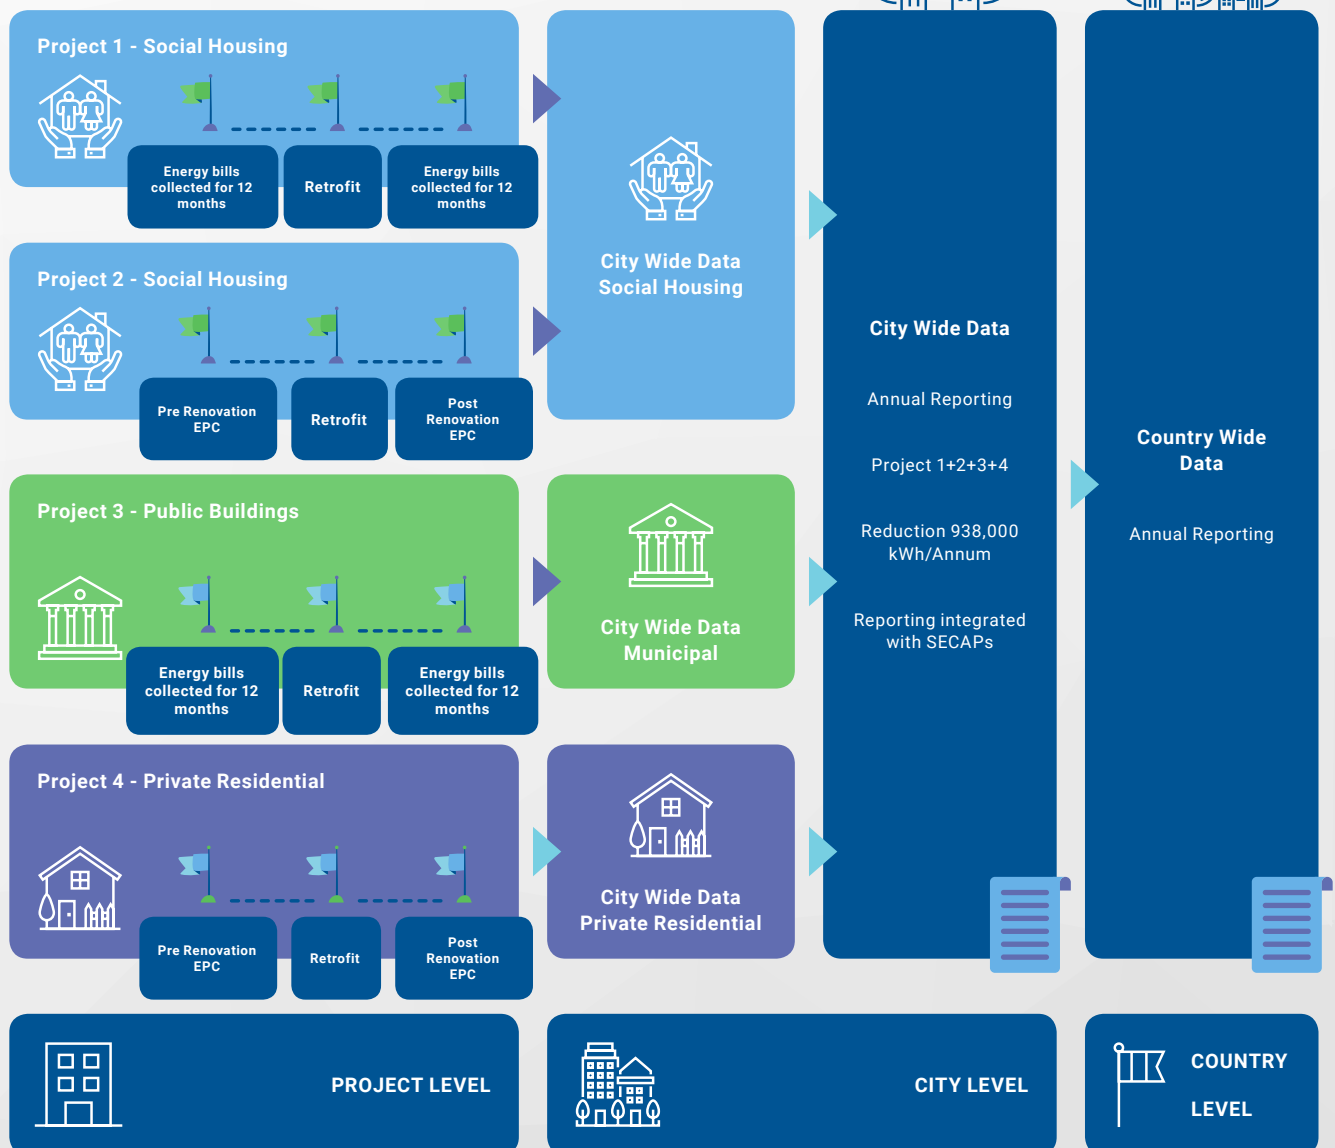 Project 1 - Social Housing
Energy bills
collected for 12
months
Retrofit
Energy bills
collected for 12
months
Project 2 - Social Housing
Pre Renovation
EPC
Retrofit
Post
Renovation
EPC
City Wide Data
Social Housing
Project 3 - Public Buildings
Energy bills
collected for 12
months
Retrofit
Energy bills
collected for 12
months
City Wide Data
Municipal
Project 4 - Private Residential
Pre Renovation
EPC
Retrofit
Post
Renovation
EPC
City Wide Data
Private Residential
City Wide Data
Annual Reporting
Project 1+2+3+4
Reduction 938,000
kWh/Annum
Reporting integrated
with SECAPs
Country Wide
Data
Annual Reporting
PROJECT LEVEL
CITY LEVEL
COUNTRY
LEVEL